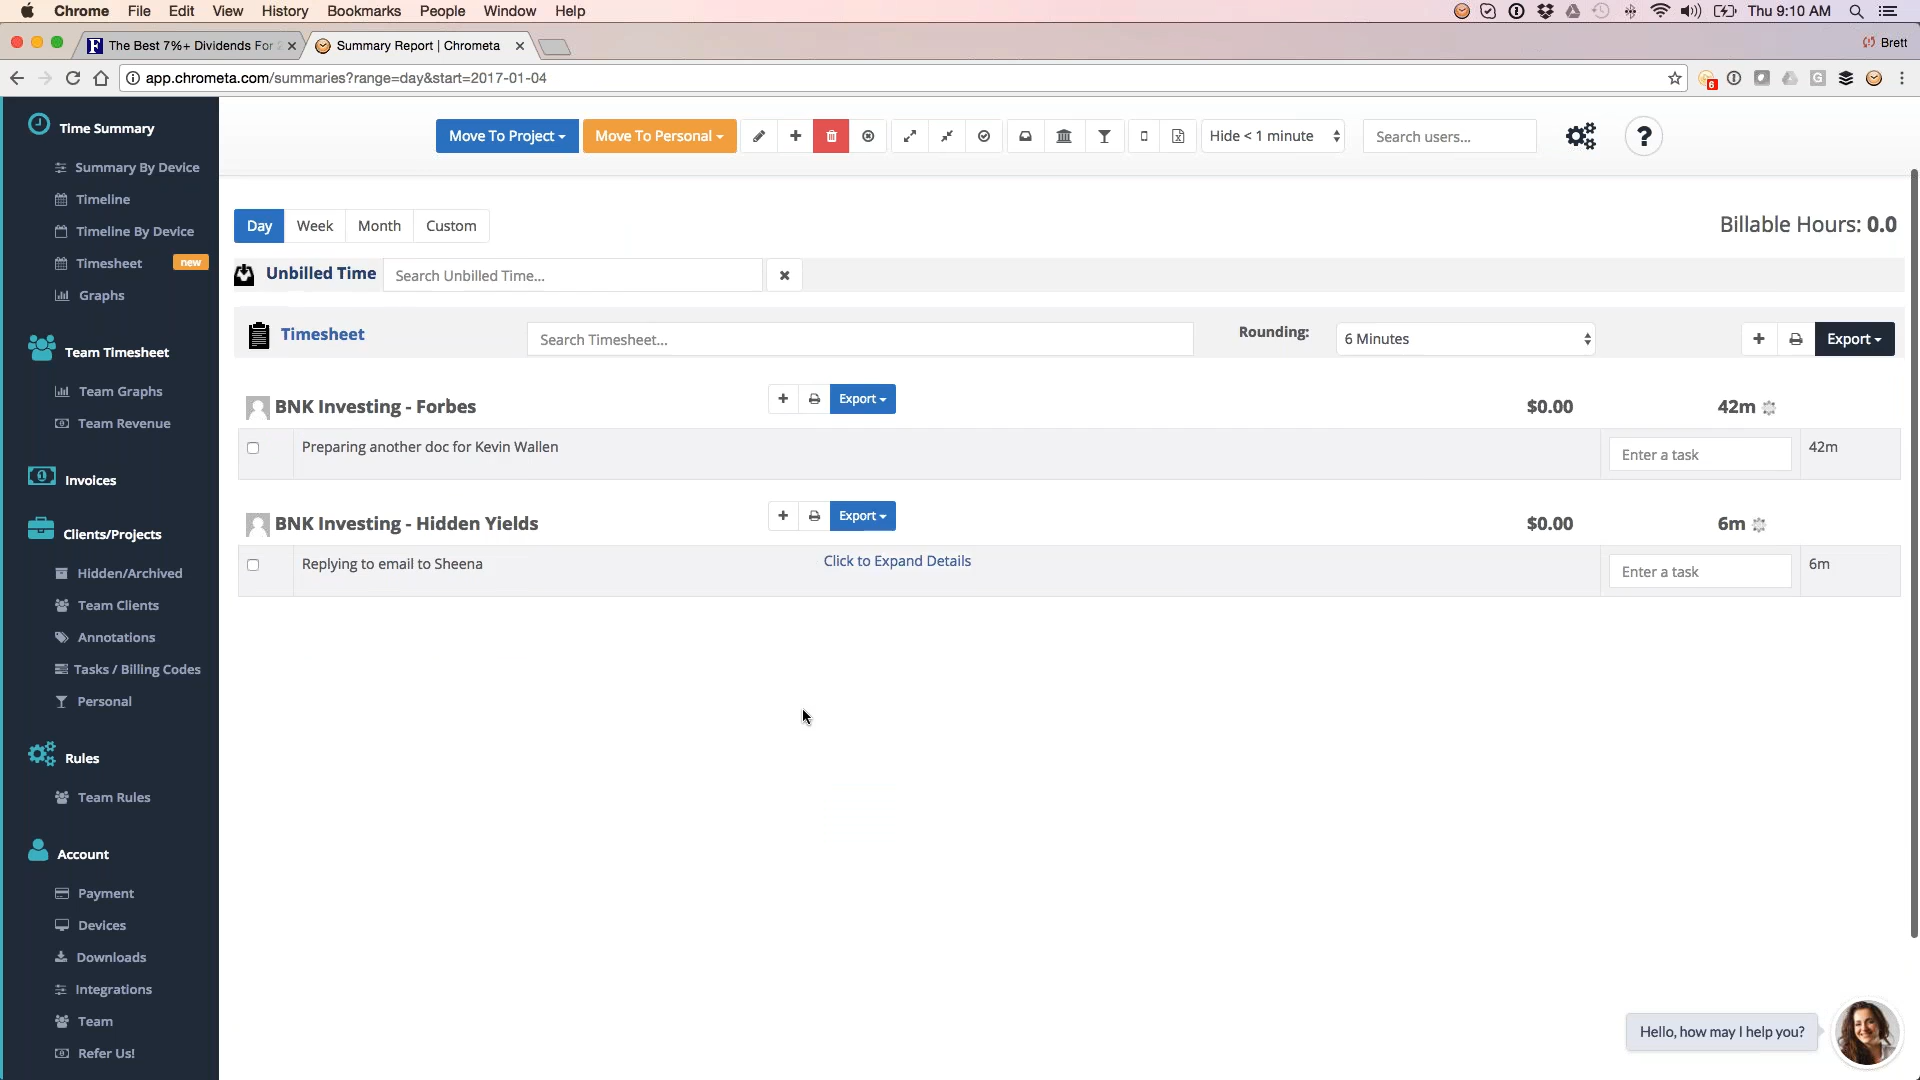 Chrome File Edit View History Bookmarks People Window Help Thu 9:10 AM
The Best 7%+ Dividends For Summary Report | Chrometa Brett
app.chrometa.com/summaries?range=day&start=2017-01-04
Time Summary
Summary By Device
Timeline
Timeline By Device
Timesheet new
Graphs
Team Timesheet
Team Graphs
Team Revenue
Invoices
Clients/Projects
Hidden/Archived
Team Clients
Annotations
Tasks / Billing Codes
Personal
Rules
Team Rules
Account
Payment
Devices
Downloads
Integrations
Team
Refer Us!
Move To Project Move To Personal Hide < 1 minute Search users... ?
Day Week Month Custom Billable Hours: 0.0
Unbilled Time Search Unbilled Time...
Timesheet Search Timesheet... Rounding: 6 Minutes Export
BNK Investing - Forbes Export $0.00 42m
Preparing another doc for Kevin Wallen Enter a task 42m
BNK Investing - Hidden Yields Export $0.00 6m
Replying to email to Sheena Click to Expand Details Enter a task 6m
Hello, how may I help you?